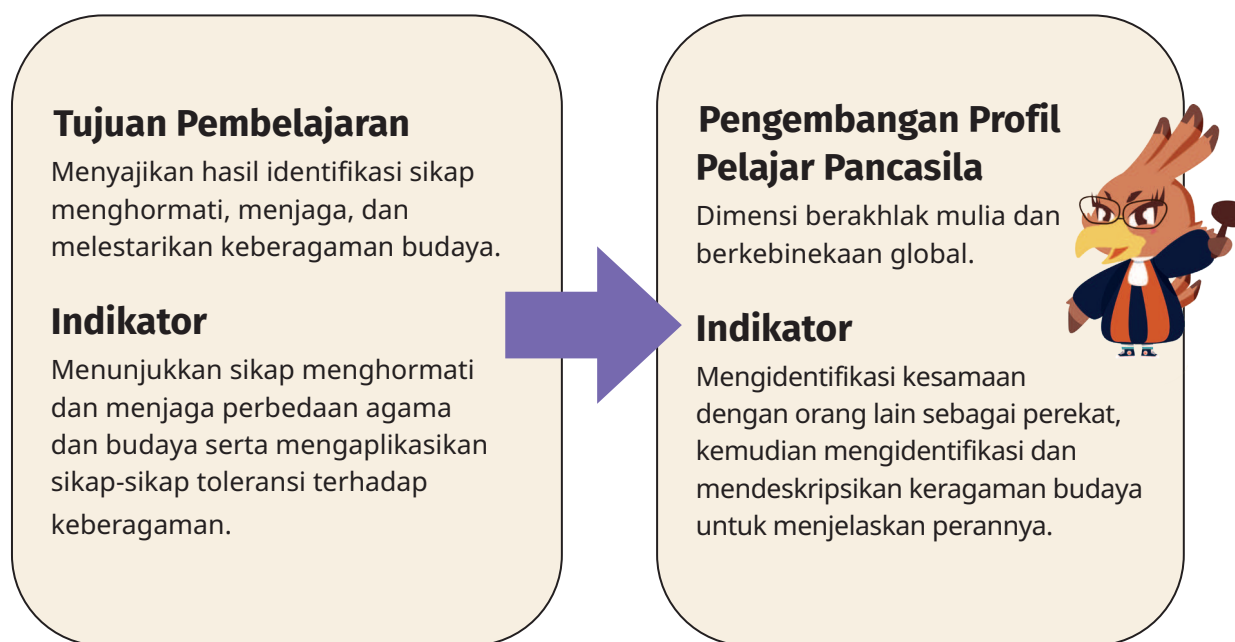 Tujuan Pembelajaran
Menyajikan hasil identifikasi sikap
menghormati, menjaga, dan
melestarikan keberagaman budaya.
Indikator
Menunjukkan sikap menghormati
dan menjaga perbedaan agama
dan budaya serta mengaplikasikan
sikap-sikap toleransi terhadap
keberagaman.
Pengembangan Profil
Pelajar Pancasila
Dimensi berakhlak mulia dan
berkebinekaan global.
Indikator
Mengidentifikasi kesamaan
dengan orang lain sebagai perekat,
kemudian mengidentifikasi dan
mendeskripsikan keragaman budaya
untuk menjelaskan perannya.